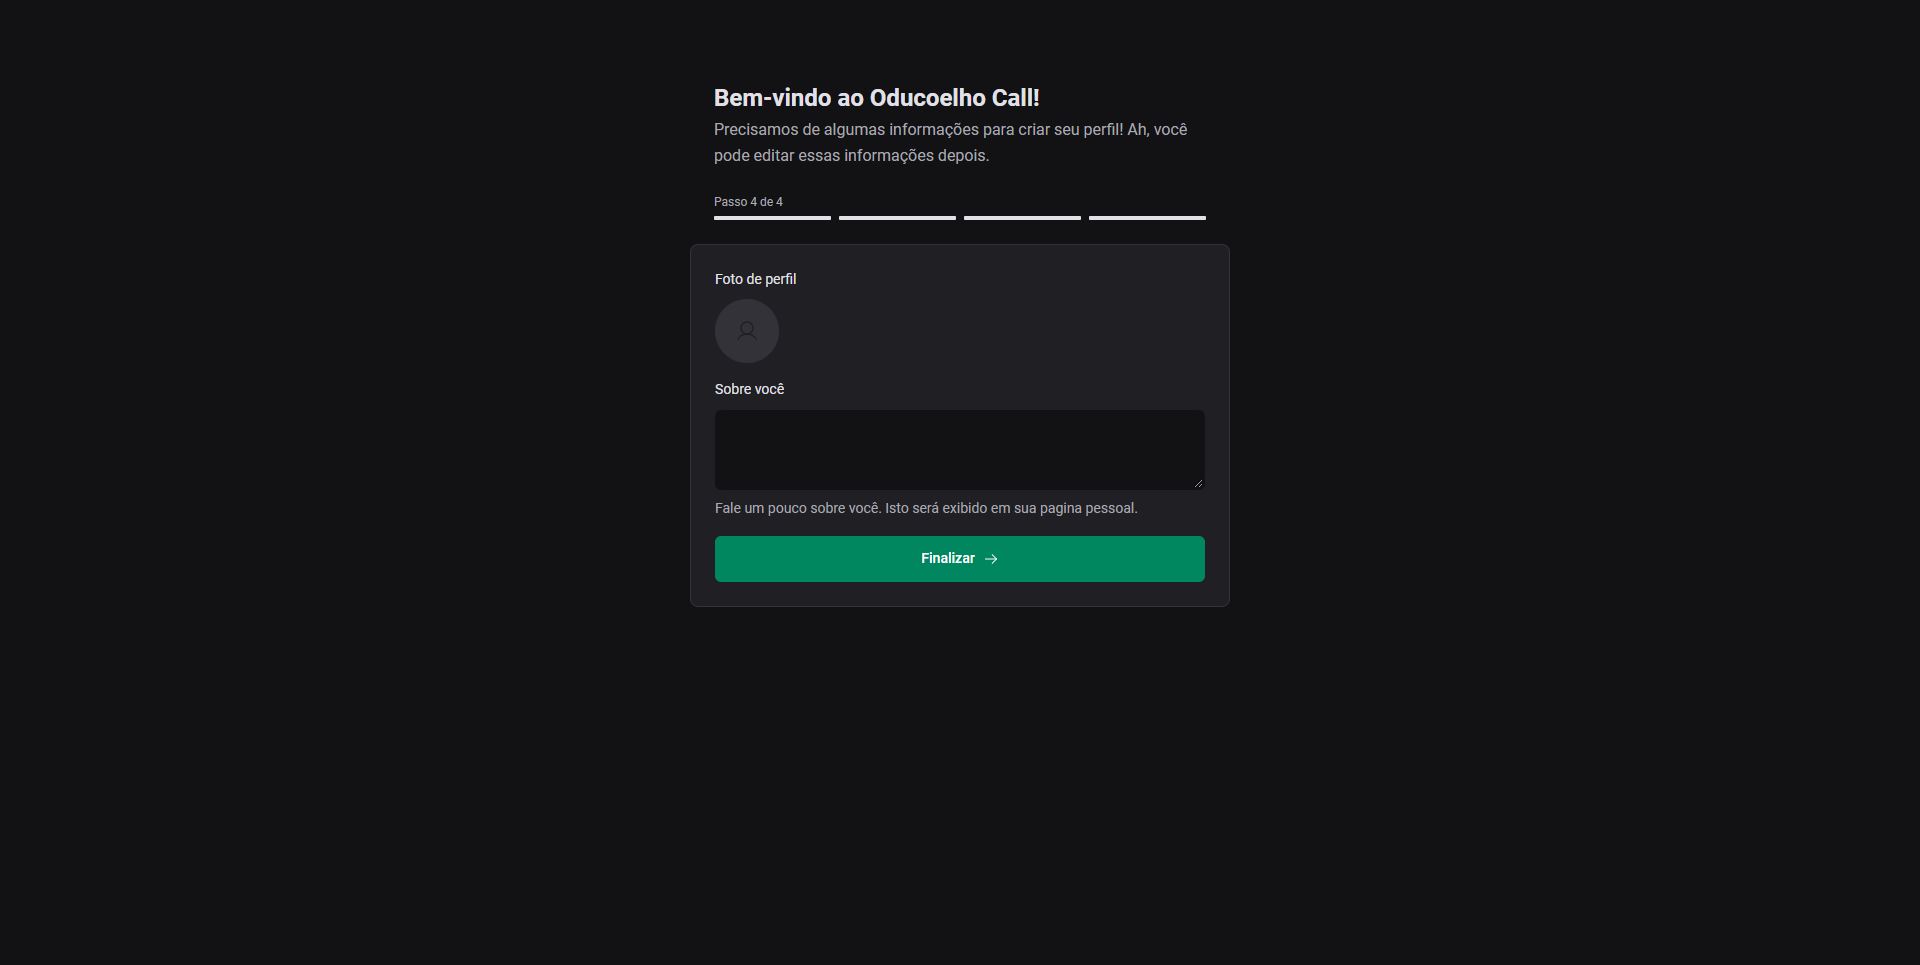 Bem-vindo ao Oducoelho Call!
Precisamos de algumas informações para criar seu perfil! Ah, você
pode editar essas informações depois.
Passo 4 de 4
Foto de perfil
Sobre você
Fale um pouco sobre você. Isto será exibido em sua pagina pessoal.
Finalizar